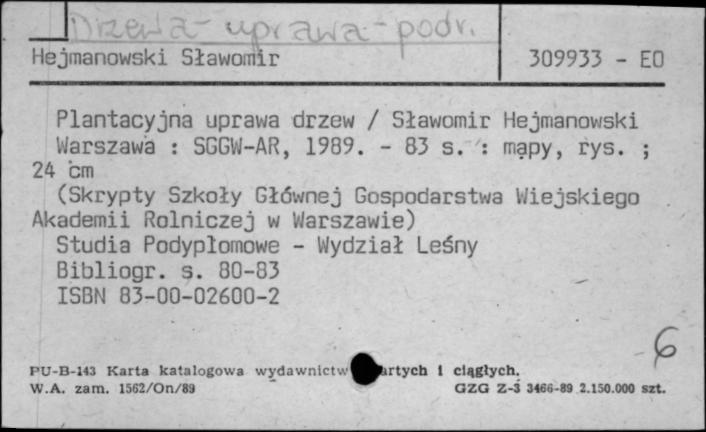 Drzewa - uprawa - podr.
Hejmanowski Sławomir
309933 - EO
Plantacyjna uprawa drzew / Sławomir Hejmanowski
Warszawa : SGGW-AR, 1989. - 83 s. : mapy, rys. ;
24 cm
(Skrypty Szkoły Głównej Gospodarstwa Wiejskiego
Akademii Rolniczej w Warszawie)
Studia Podyplomowe - Wydział Leśny
Bibliogr. s. 80-83
ISBN 83-00-02600-2
6
PU-B-143 Karta katalogowa wydawnictw artych i ciągłych.
W.A. zam. 1562/On/89
GZG Z-3 3466-89 2.150.000 szt.